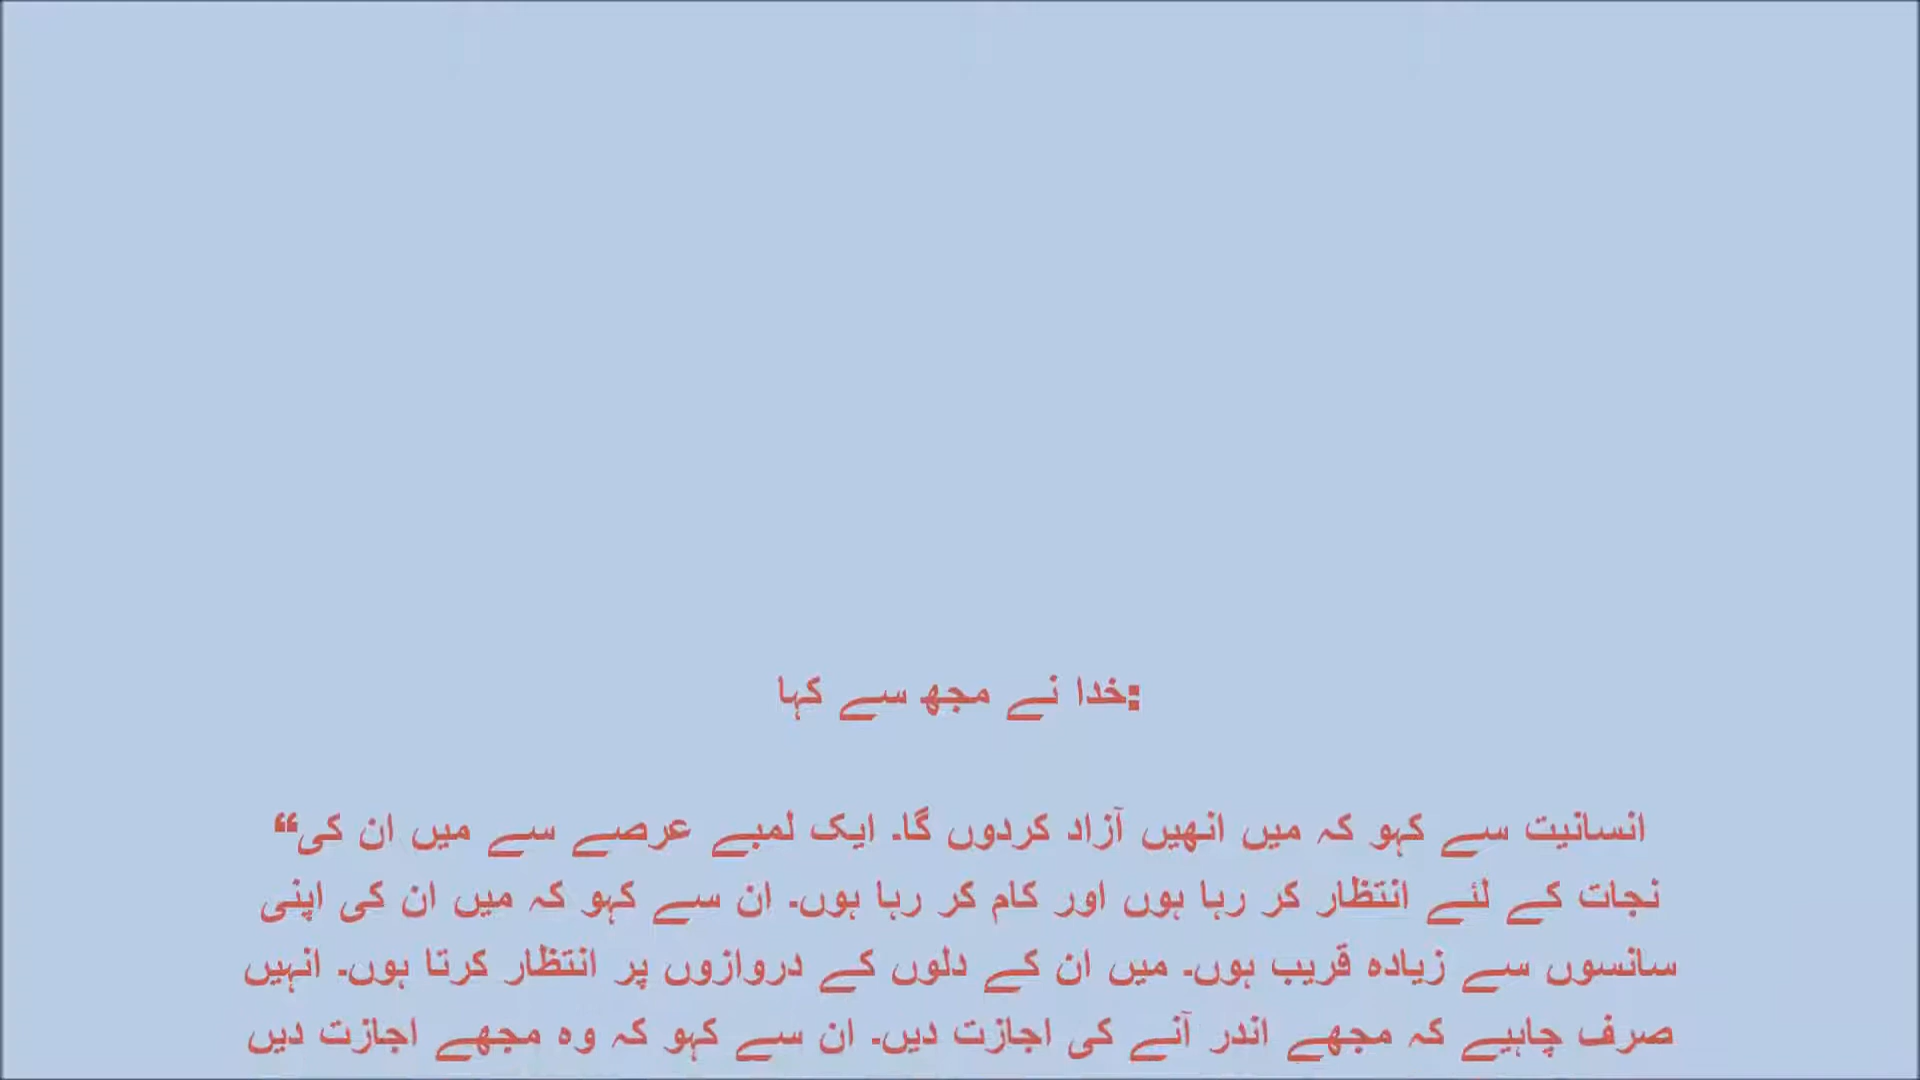 خدا نے مجھ سے کہا:
“انسانیت سے کہو کہ میں انھیں آزاد کردوں گا۔ ایک لمبے عرصے سے میں ان کی
نجات کے لئے انتظار کر رہا ہوں اور کام کر رہا ہوں۔ ان سے کہو کہ میں ان کی اپنی
سانسوں سے زیادہ قریب ہوں۔ میں ان کے دلوں کے دروازوں پر انتظار کرتا ہوں۔ انہیں
صرف چاہیے کہ مجھے اندر آنے کی اجازت دیں۔ ان سے کہو کہ وہ مجھے اجازت دیں